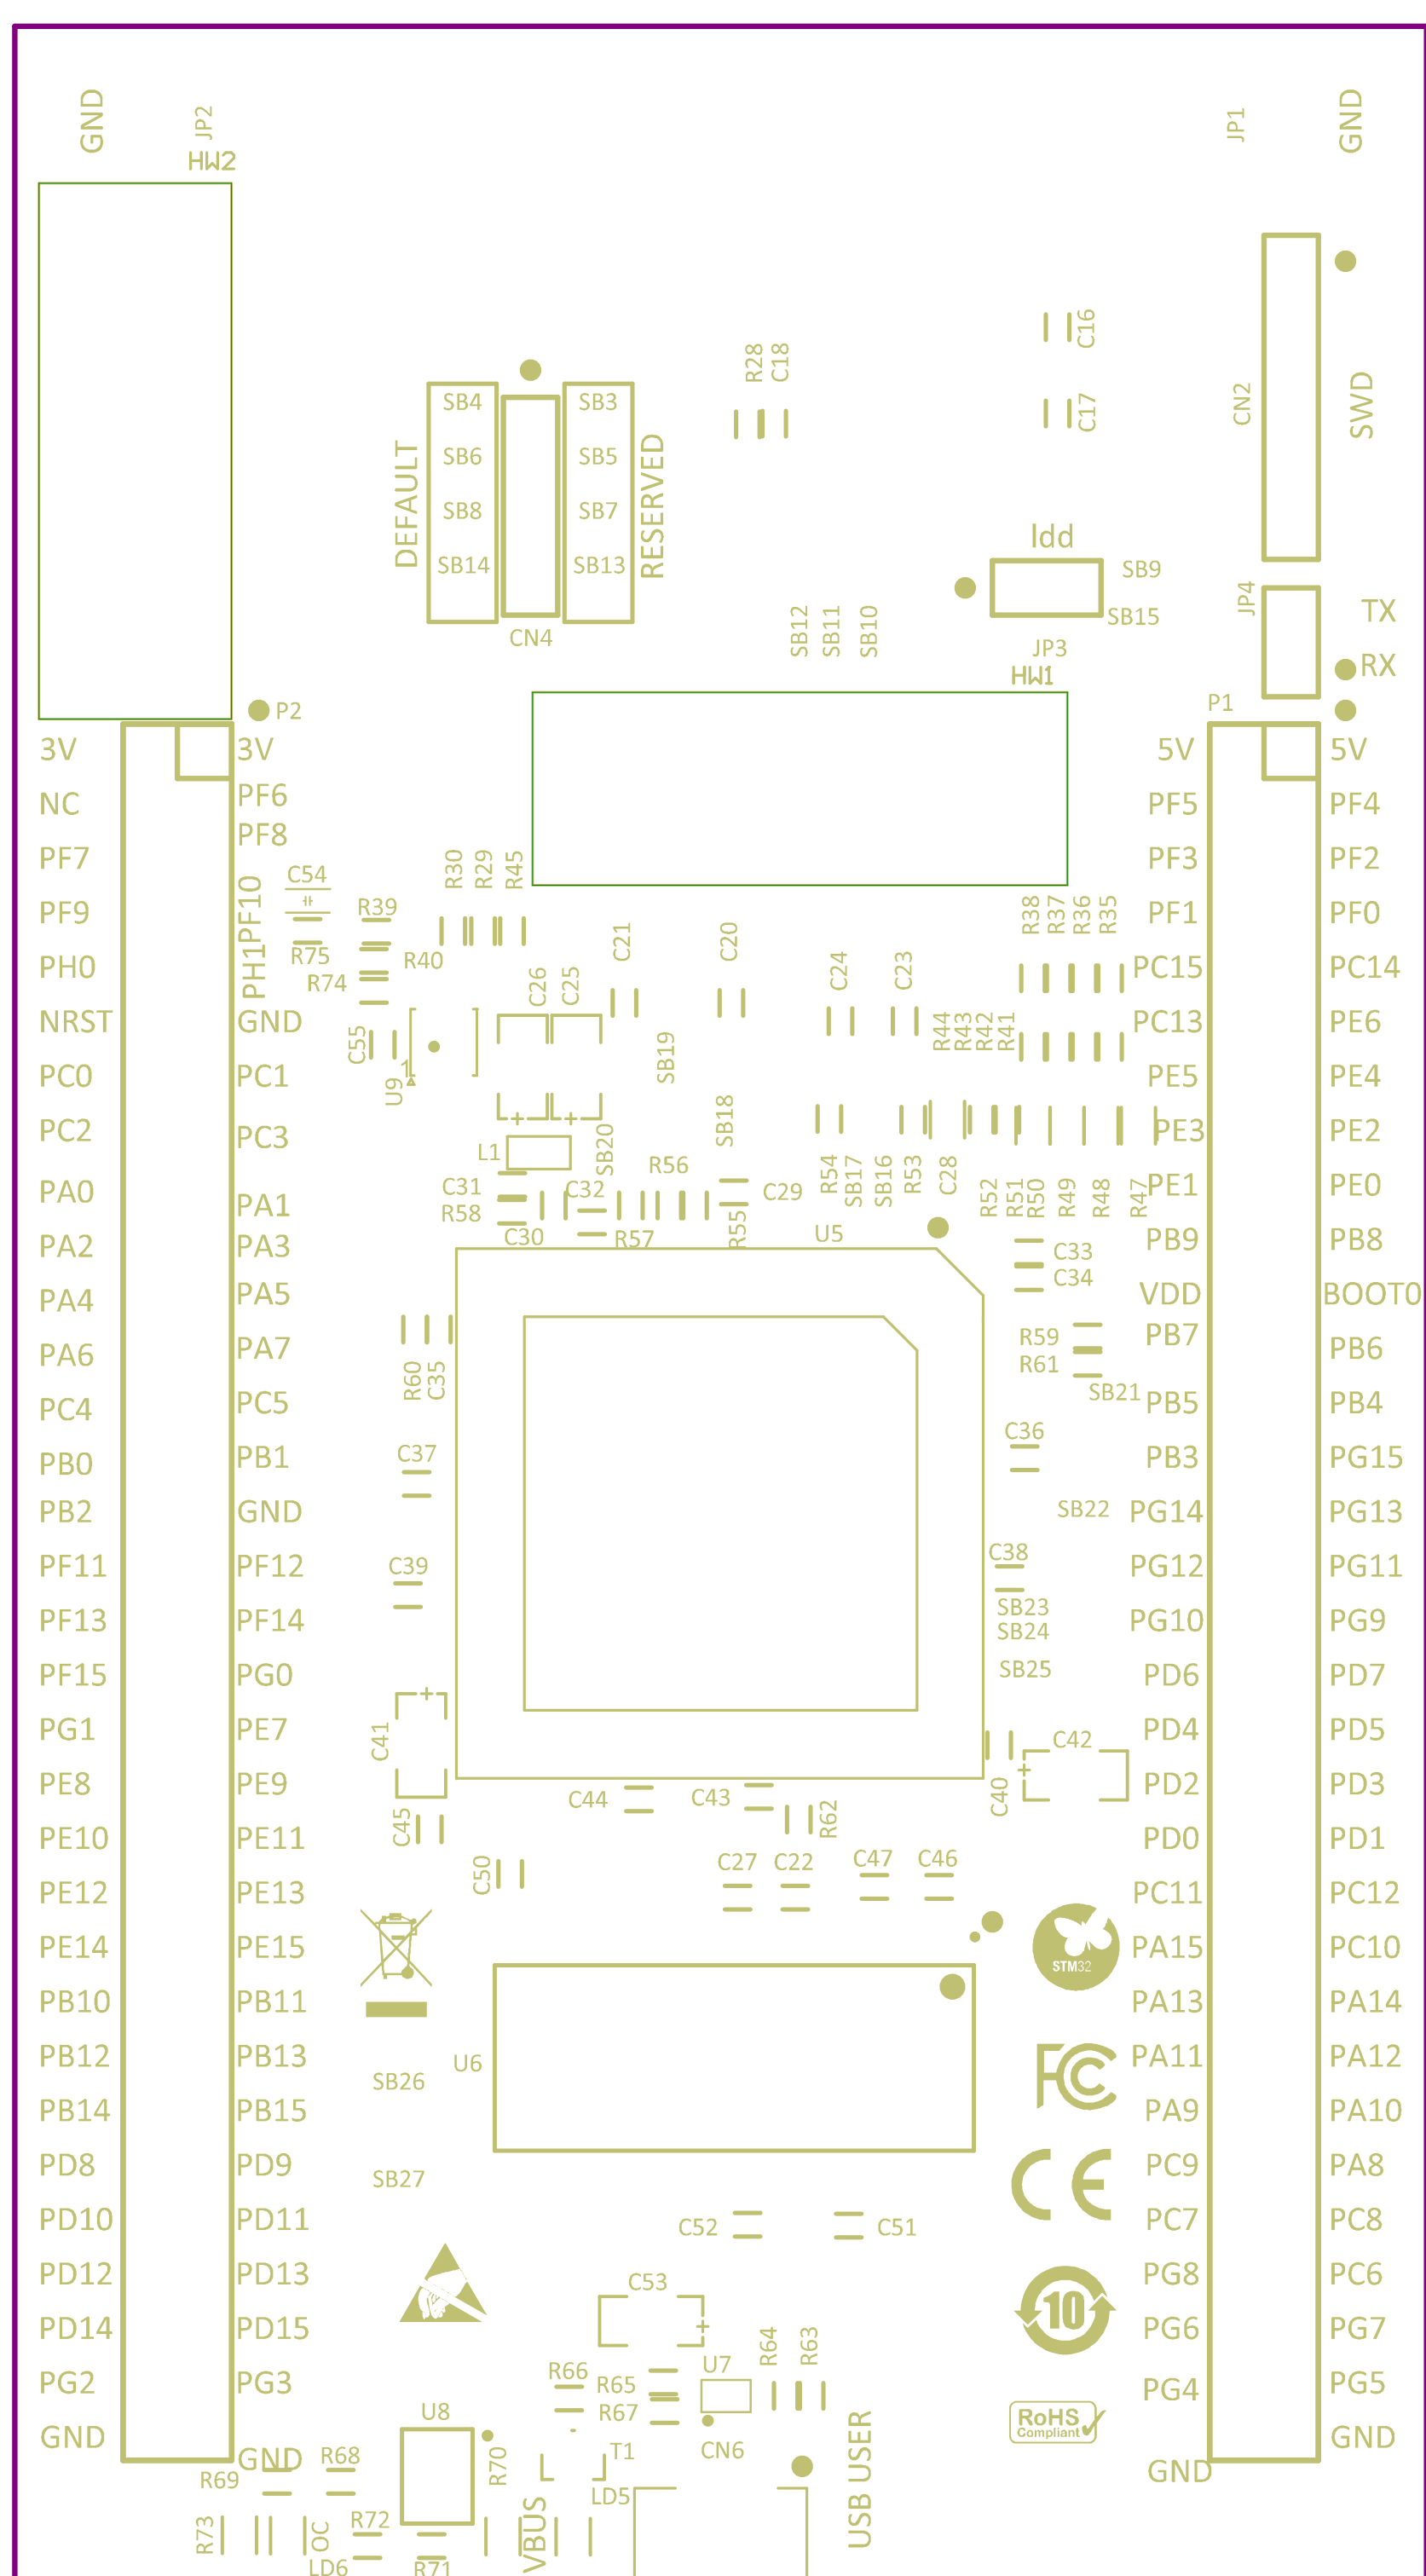 GND
JP2
HW2
JP1
GND
C16
R28
C18
C17
CN2
SWD
SB4
SB3
SB6
SB5
SB8
SB7
SB14
SB13
DEFAULT
RESERVED
CN4
Idd
SB9
SB15
JP3
HW1
SB12
SB11
SB10
JP4
TX
RX
P2
P1
3V
3V
5V
5V
NC
PF6
PF5
PF4
PF7
PF8
PF3
PF2
C54
R30
R29
R45
PF9
PF10
R39
R38
R37
R36
R35
PF1
PF0
R75
R40
C21
C20
C24
C23
PH0
PH1
R74
C26
C25
PC15
PC14
NRST
GND
C55
SB19
R44
R43
R42
R41
PC13
PE6
PC0
PC1
1
U9
PE5
PE4
PC2
PC3
L1
SB20
SB18
PE3
PE2
PA0
PA1
C31
R58
C32
R56
C29
R54
SB17
SB16
R53
C28
R52
R51
R50
R49
R48
R47
PE1
PE0
C30
R57
R55
U5
PA2
PA3
C33
C34
PB9
PB8
PA4
PA5
VDD
BOOT0
PA6
PA7
R60
C35
R59
R61
SB21
PB7
PB6
PC4
PC5
PB5
PB4
PB0
PB1
C37
C36
PB3
PG15
PB2
GND
SB22
PG14
PG13
PF11
PF12
C39
C38
PG12
PG11
PF13
PF14
SB23
SB24
PG10
PG9
PF15
PG0
SB25
PD6
PD7
PG1
PE7
C41
C42
PD4
PD5
PE8
PE9
C44
C43
C40
PD2
PD3
PE10
PE11
C45
R62
PD0
PD1
PE12
PE13
C50
C27
C22
C47
C46
PC11
PC12
PE14
PE15
STM32
PA15
PC10
PB10
PB11
PA13
PA14
PB12
PB13
SB26
U6
FC
PA11
PA12
PB14
PB15
PA9
PA10
PD8
PD9
SB27
CE
PC9
PA8
PD10
PD11
C52
C51
PC7
PC8
PD12
PD13
C53
PG8
PC6
PD14
PD15
10
PG6
PG7
PG2
PG3
R66
R65
R67
U7
R64
R63
PG4
PG5
GND
GND
U8
R70
T1
CN6
USB USER
RoHS
Compliant
GND
GND
R69
R68
LD5
R73
OC
R72
VBUS
LD6
R71